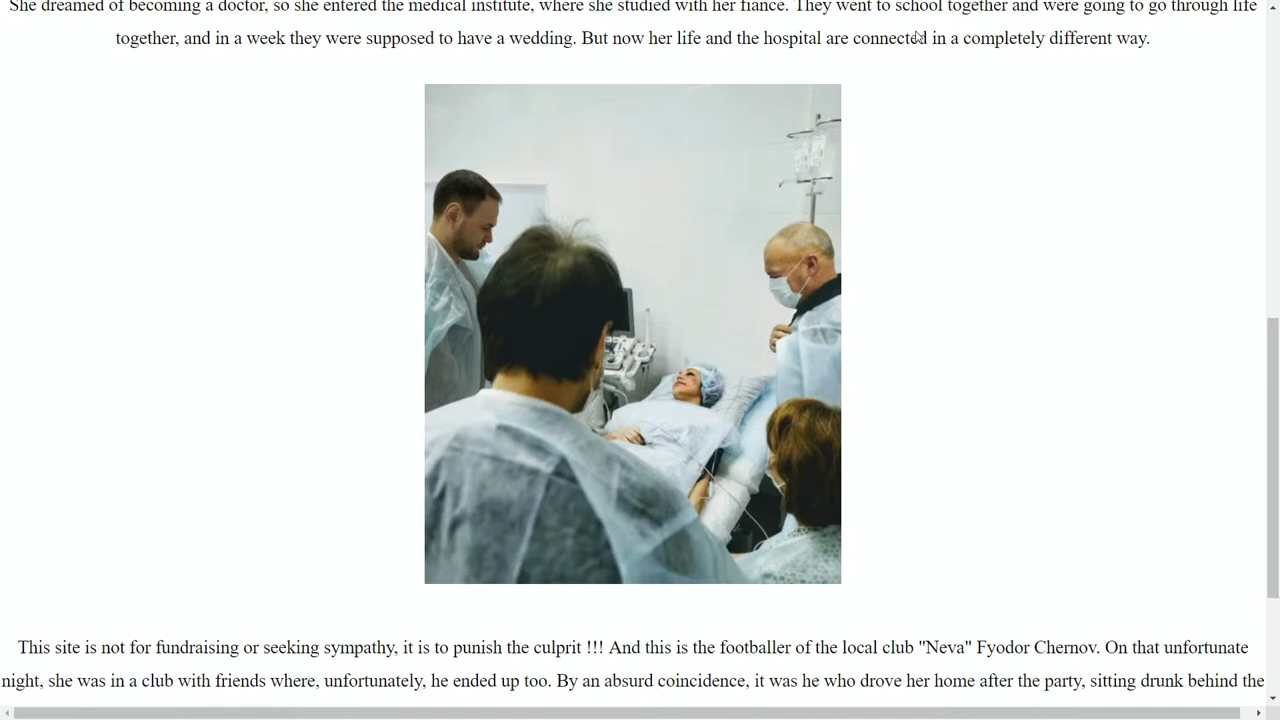 She dreamed of becoming a doctor, so she entered the medical institute, where she studied with her fiance. They went to school together and were going to go through life
together, and in a week they were supposed to have a wedding. But now her life and the hospital are connected in a completely different way.
This site is not for fundraising or seeking sympathy, it is to punish the culprit !!! And this is the footballer of the local club "Neva" Fyodor Chernov. On that unfortunate
night, she was in a club with friends where, unfortunately, he ended up too. By an absurd coincidence, it was he who drove her home after the party, sitting drunk behind the